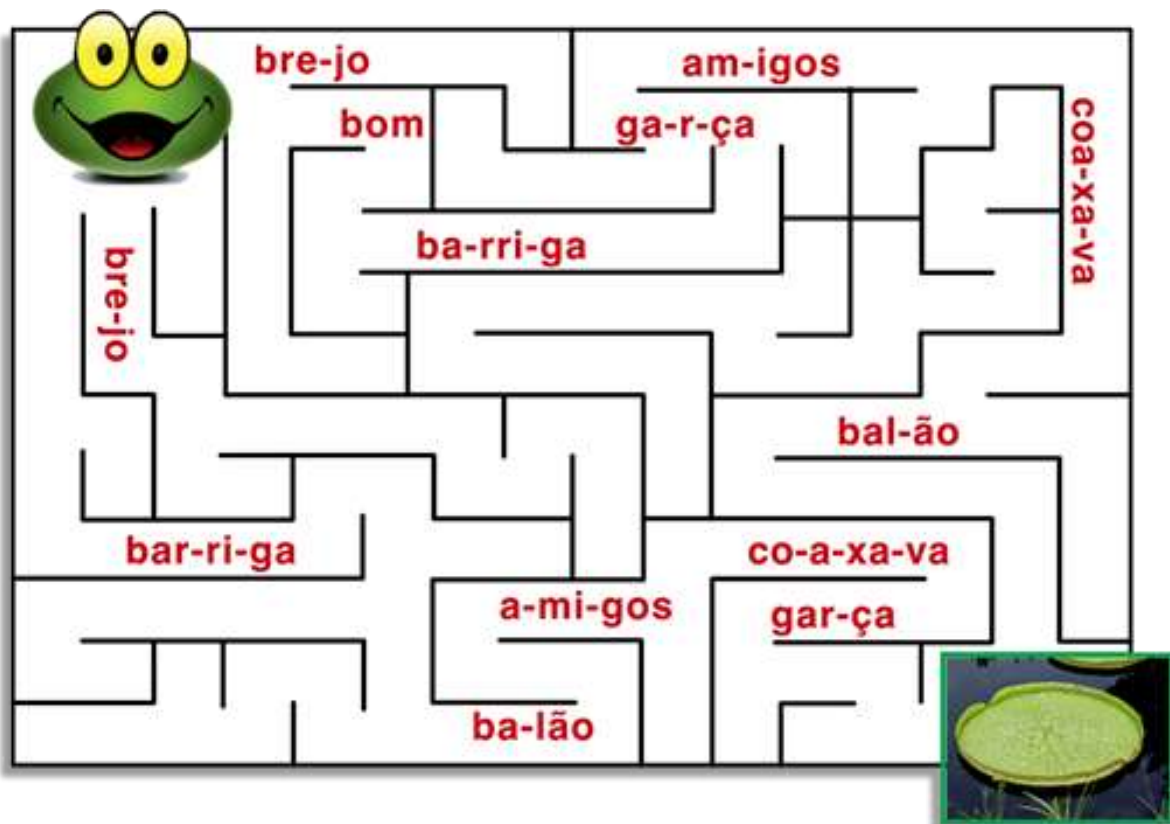 bre-jo
am-igos
bom
ga-r-ça
coa-xa-va
ba-rri-ga
bre-jo
bal-ão
bar-ri-ga
co-a-xa-va
a-mi-gos
gar-ça
ba-lão